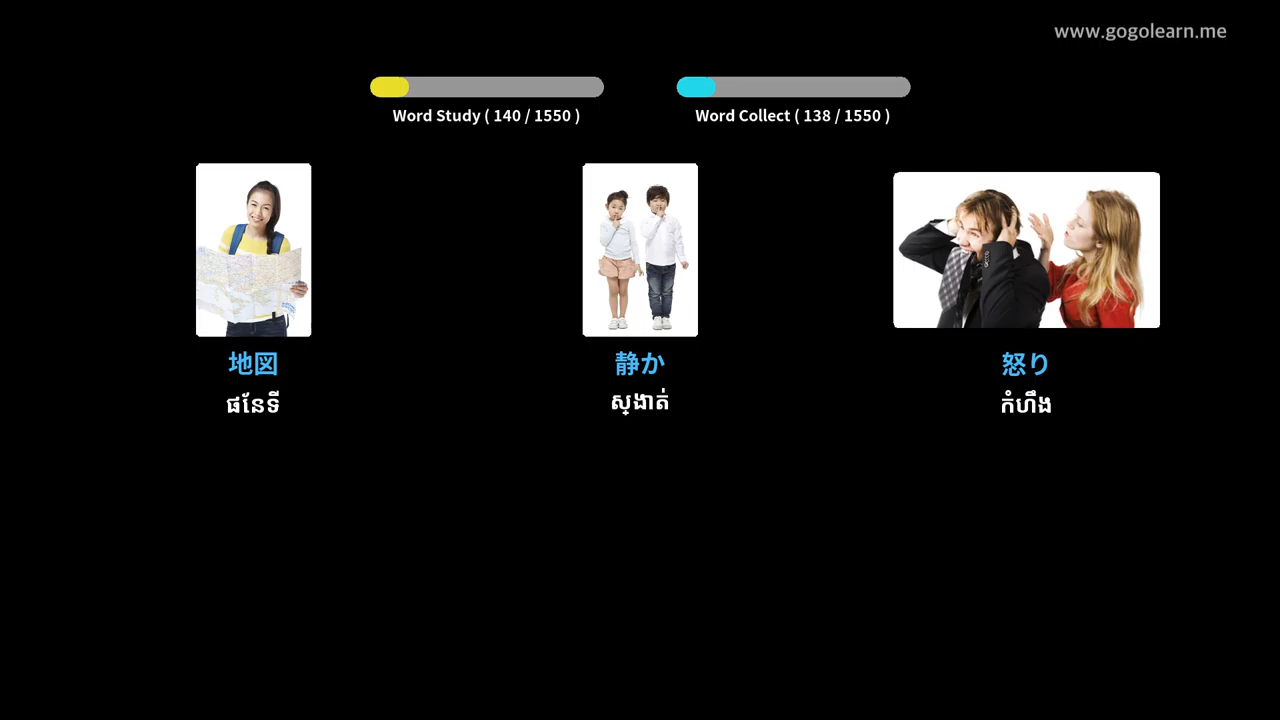 www.gogolearn.me
Word Study ( 140 / 1550 )
Word Collect ( 138 / 1550 )
地図
ផែនទី
静か
ស្ងាត់
怒り
កំហឹង